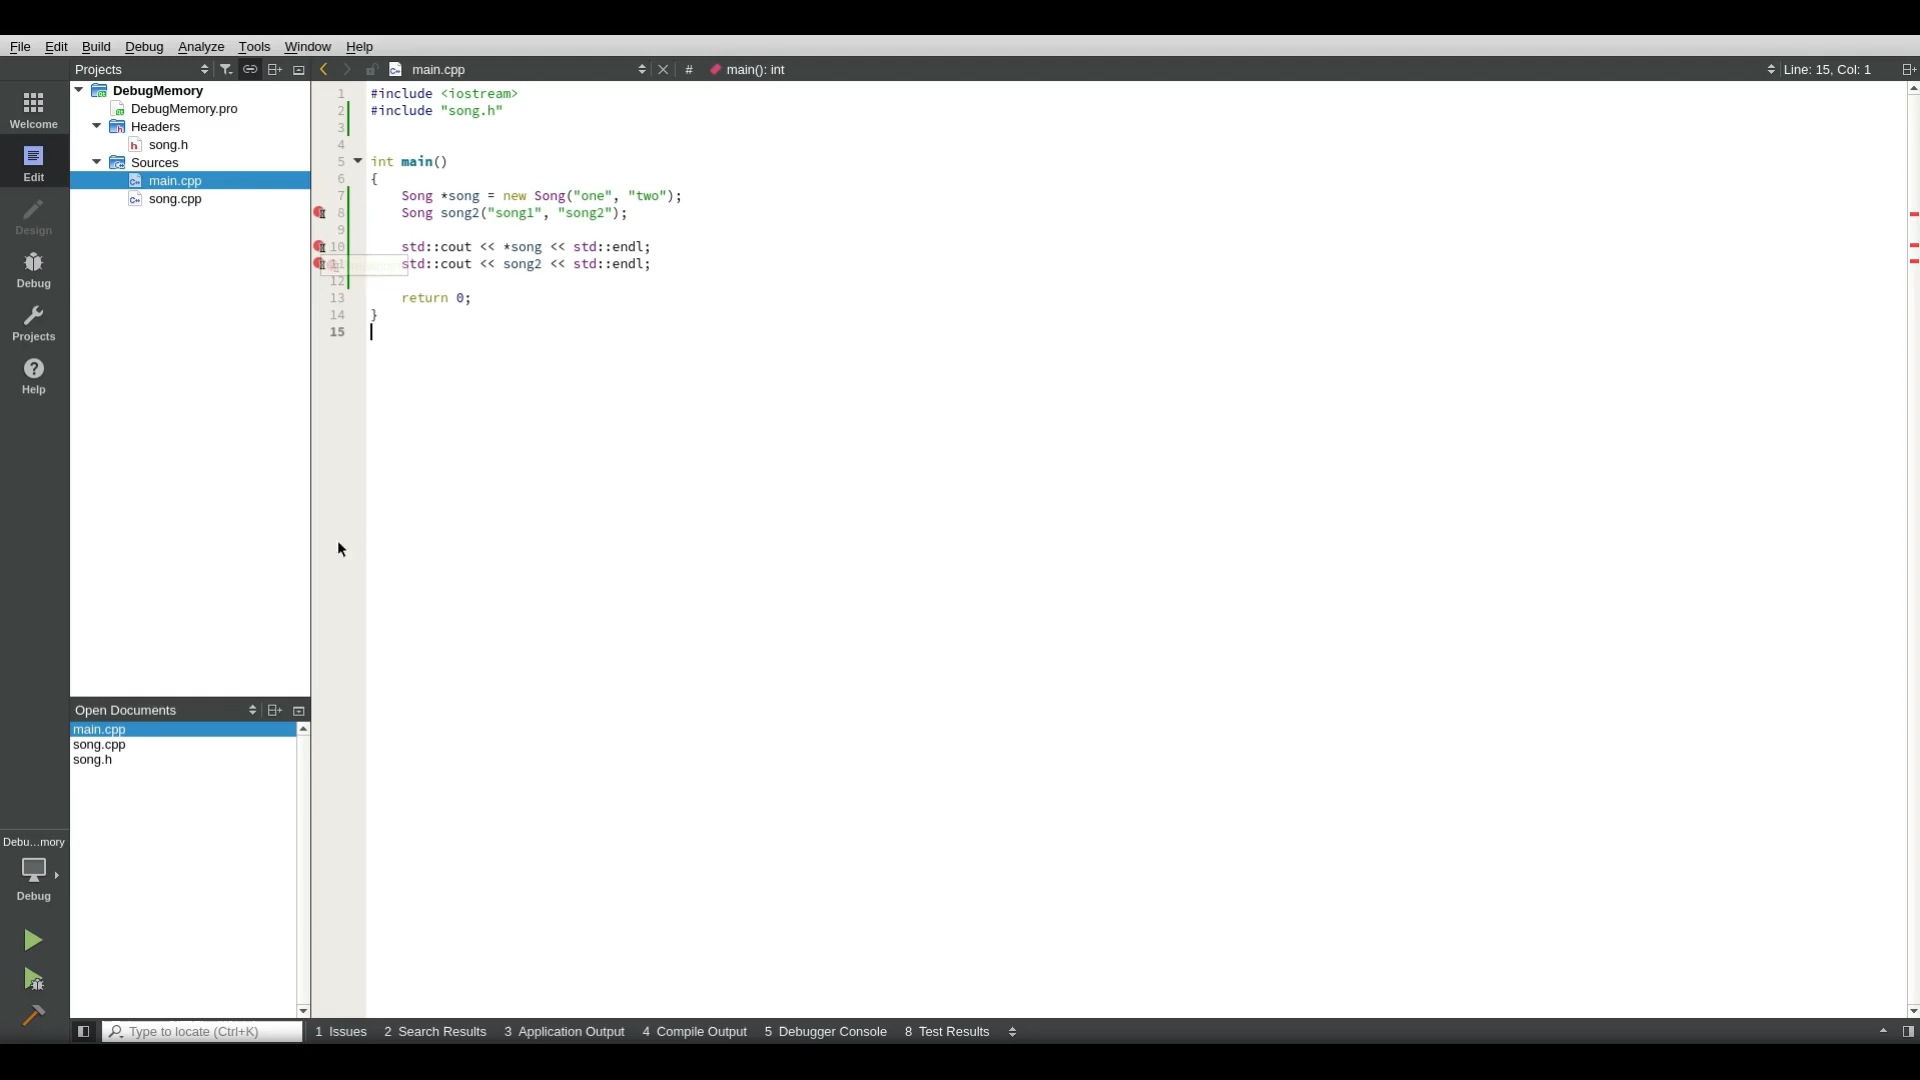 File Edit Build Debug Analyze Tools Window Help
Projects main.cpp # main(): int Line: 15, Col: 1
Welcome
Edit
Design
Debug
Projects
Help
DebugMemory
DebugMemory.pro
Headers
song.h
Sources
main.cpp
song.cpp
1 #include <iostream>
2 #include "song.h"
3
4
5 int main()
6 {
7 Song *song = new Song("one", "two");
8 Song song2("song1", "song2");
9
10 std::cout << *song << std::endl;
11 std::cout << song2 << std::endl;
12
13 return 0;
14 }
15
Open Documents
main.cpp
song.cpp
song.h
Debu...mory
Debug
Type to locate (Ctrl+K) 1 Issues 2 Search Results 3 Application Output 4 Compile Output 5 Debugger Console 8 Test Results